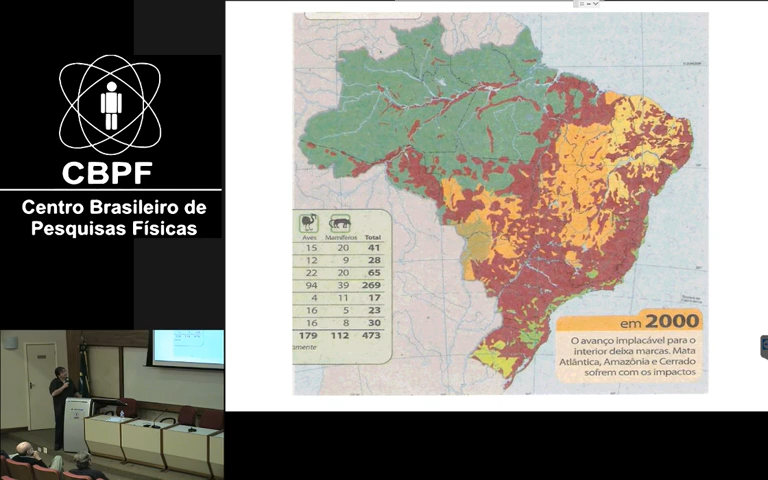 CBPF
Centro Brasileiro de
Pesquisas Físicas
Aves Mamíferos Total
15 20 41
12 9 28
22 20 65
94 39 269
4 11 17
16 5 23
16 8 30
179 112 473
amente
em 2000
O avanço implacável para o
interior deixa marcas. Mata
Atlântica, Amazônia e Cerrado
sofrem com os impactos